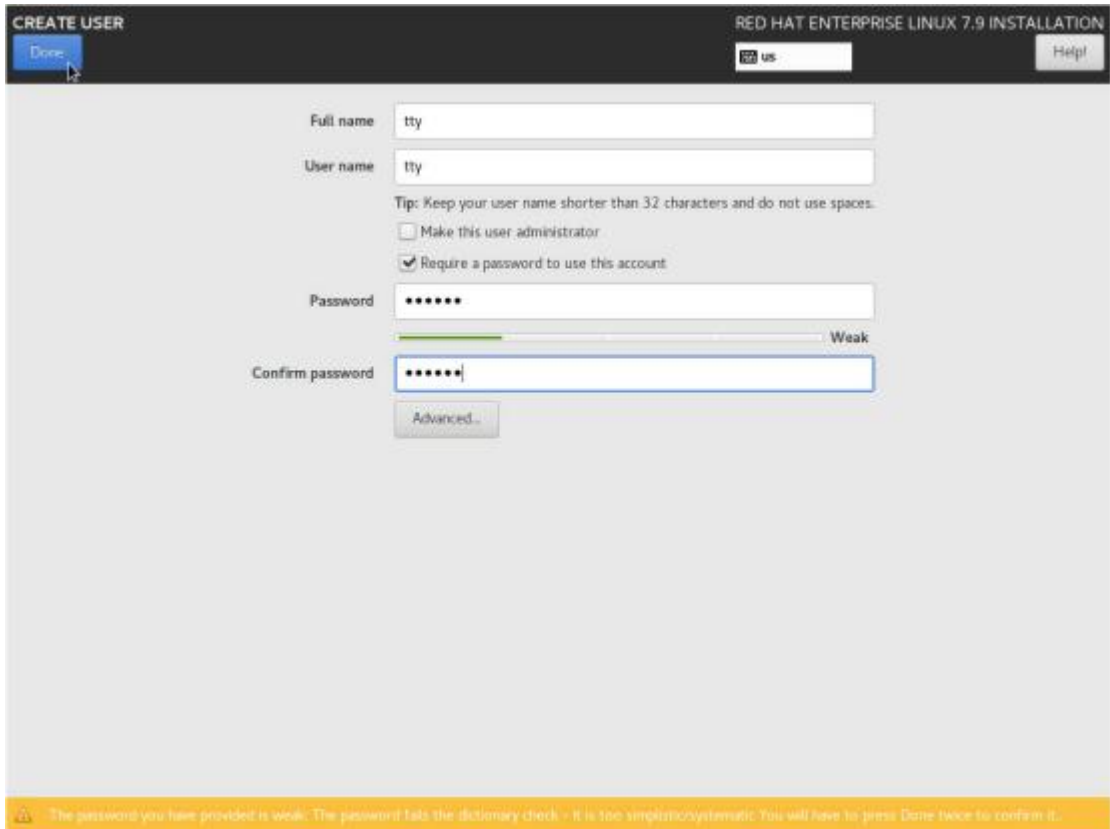 CREATE USER
RED HAT ENTERPRISE LINUX 7.9 INSTALLATION
Done
us
Help!
Full name
tty
User name
tty
Tip: Keep your user name shorter than 32 characters and do not use spaces.
Make this user administrator
Require a password to use this account
Password
••••••
Weak
Confirm password
••••••
Advanced...
The password you have provided is weak: The password fails the dictionary check - it is too simplistic/systematic You will have to press Done twice to confirm it.